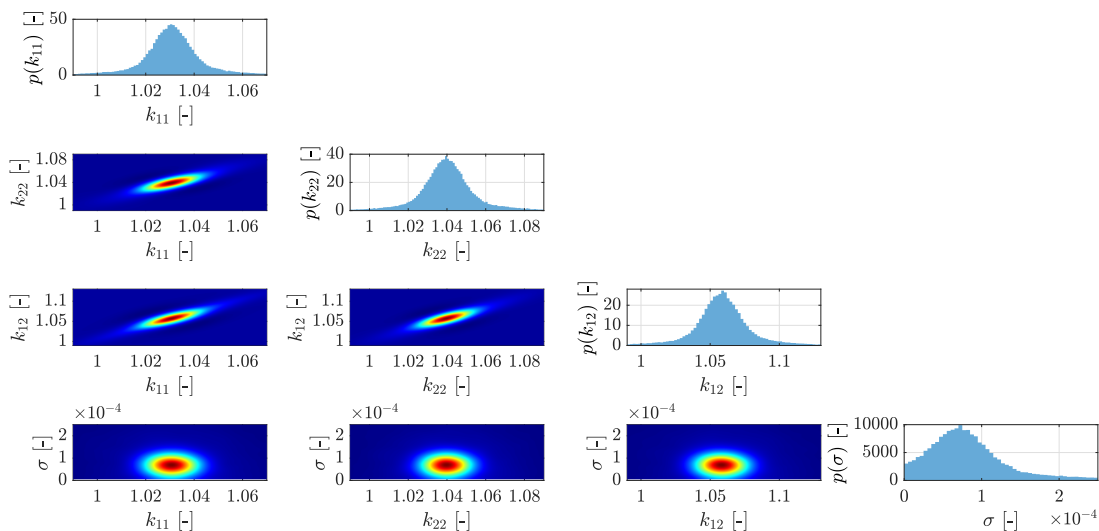 p(k₁₁) [-]
50
0
1 1.02 1.04 1.06
k₁₁ [-]
k₂₂ [-]
1.08
1.04
1
1 1.02 1.04 1.06
k₁₁ [-]
p(k₂₂) [-]
40
20
0
1 1.02 1.04 1.06 1.08
k₂₂ [-]
k₁₂ [-]
1.1
1.05
1
1 1.02 1.04 1.06
k₁₁ [-]
k₁₂ [-]
1.1
1.05
1
1 1.02 1.04 1.06 1.08
k₂₂ [-]
p(k₁₂) [-]
20
10
0
1 1.05 1.1
k₁₂ [-]
×10⁻⁴
σ [-]
2
1
0
1 1.02 1.04 1.06
k₁₁ [-]
×10⁻⁴
σ [-]
2
1
0
1 1.02 1.04 1.06 1.08
k₂₂ [-]
×10⁻⁴
σ [-]
2
1
0
1 1.05 1.1
k₁₂ [-]
p(σ) [-]
10000
5000
0
0 1 2
σ [-]
×10⁻⁴